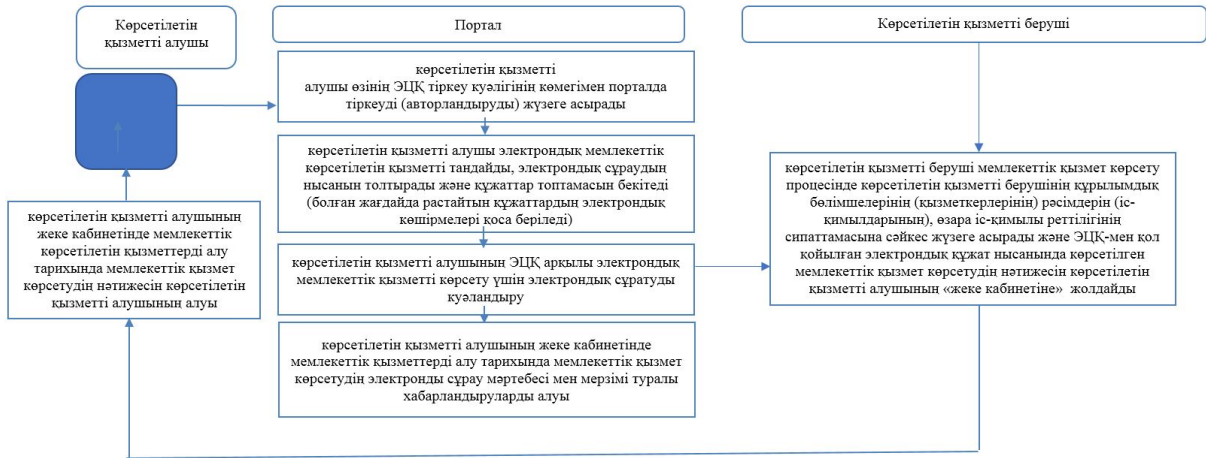 Көрсетілетін
қызметті алушы
Портал
Көрсетілетін қызметті беруші
көрсетілетін қызметті
алушы өзінің ЭЦҚ тіркеу куәлігінің көмегімен порталда
тіркеуді (авторландыруды) жүзеге асырады
көрсетілетін қызметті алушы электрондық мемлекеттік
көрсетілетін қызметті тандайды, электрондық сұраудың
нысанын толтырады және құжаттар топтамасын бекітеді
(болған жағдайда растайтын құжаттардың электрондық
көшірмелері қоса беріледі)
көрсетілетін қызметті алушының ЭЦҚ арқылы электрондық
мемлекеттік қызметті көрсету үшін электрондық сұратуды
куәландыру
көрсетілетін қызметті алушының жеке кабинетінде
мемлекеттік қызметтерді алу тарихында мемлекеттік қызмет
көрсетудің электронды сұрау мәртебесі мен мерзімі туралы
хабарландыруларды алуы
көрсетілетін қызметті беруші мемлекеттік қызмет көрсету
процесінде көрсетілетін қызметті берушінің құрылымдық
бөлімшелерінің (қызметкерлерінің) рәсімдерін (іс-
қимылдарының), өзара іс-қимылы реттілігінің
сипаттамасына сәйкес жүзеге асырады және ЭЦҚ-мен қол
қойылған электрондық құжат нысанында көрсетілген
мемлекеттік қызмет көрсетудің нәтижесін көрсетілетін
қызметті алушының «жеке кабинетіне» жолдайды
көрсетілетін қызметті алушының
жеке кабинетінде мемлекеттік
көрсетілетін қызметтерді алу
тарихында мемлекеттік қызмет
көрсетудің нәтижесін көрсетілетін
қызметті алушының алуы